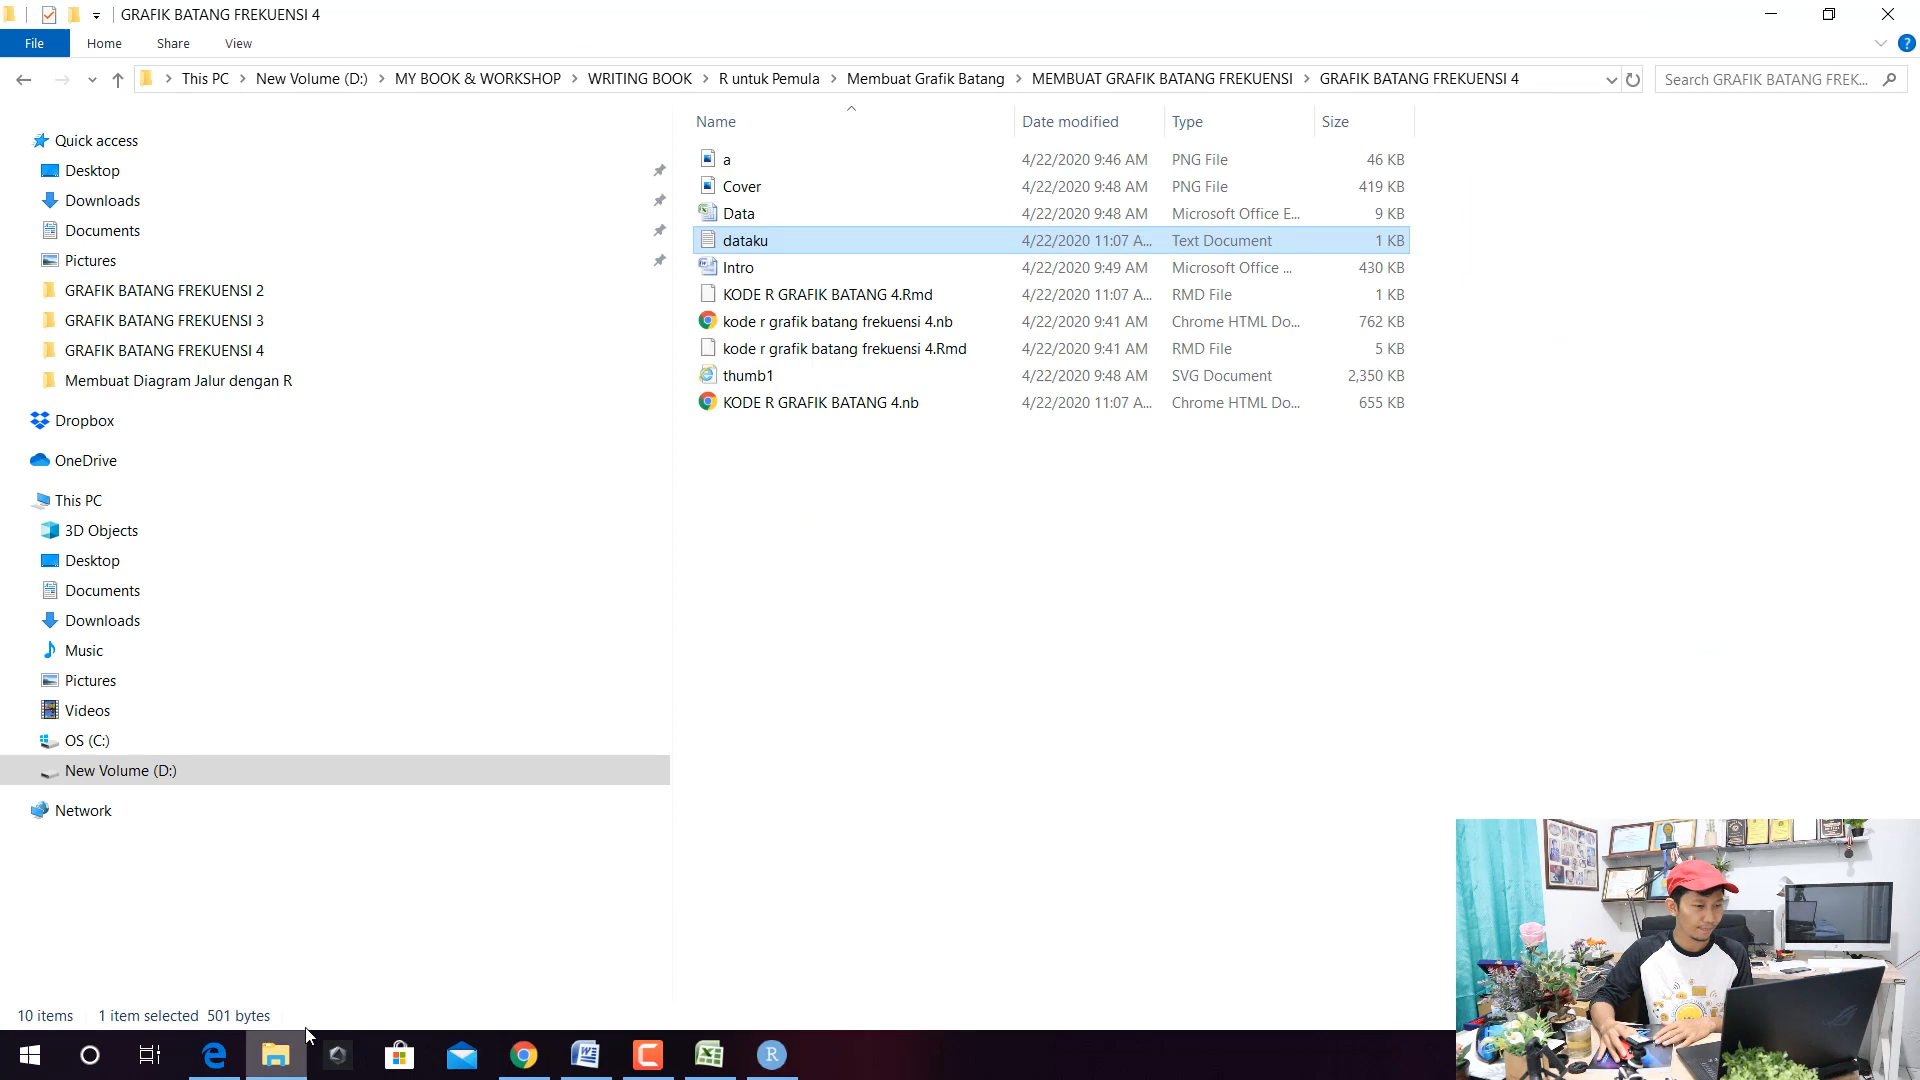 GRAFIK BATANG FREKUENSI 4
File Home Share View
This PC New Volume (D:) MY BOOK & WORKSHOP WRITING BOOK R untuk Pemula Membuat Grafik Batang MEMBUAT GRAFIK BATANG FREKUENSI GRAFIK BATANG FREKUENSI 4 Search GRAFIK BATANG FREK...
Quick access
Desktop
Downloads
Documents
Pictures
GRAFIK BATANG FREKUENSI 2
GRAFIK BATANG FREKUENSI 3
GRAFIK BATANG FREKUENSI 4
Membuat Diagram Jalur dengan R
Dropbox
OneDrive
This PC
3D Objects
Desktop
Documents
Downloads
Music
Pictures
Videos
OS (C:)
New Volume (D:)
Network
Name Date modified Type Size
a 4/22/2020 9:46 AM PNG File 46 KB
Cover 4/22/2020 9:48 AM PNG File 419 KB
Data 4/22/2020 9:48 AM Microsoft Office E... 9 KB
dataku 4/22/2020 11:07 A... Text Document 1 KB
Intro 4/22/2020 9:49 AM Microsoft Office ... 430 KB
KODE R GRAFIK BATANG 4.Rmd 4/22/2020 11:07 A... RMD File 1 KB
kode r grafik batang frekuensi 4.nb 4/22/2020 9:41 AM Chrome HTML Do... 762 KB
kode r grafik batang frekuensi 4.Rmd 4/22/2020 9:41 AM RMD File 5 KB
thumb1 4/22/2020 9:48 AM SVG Document 2,350 KB
KODE R GRAFIK BATANG 4.nb 4/22/2020 11:07 A... Chrome HTML Do... 655 KB
10 items 1 item selected 501 bytes